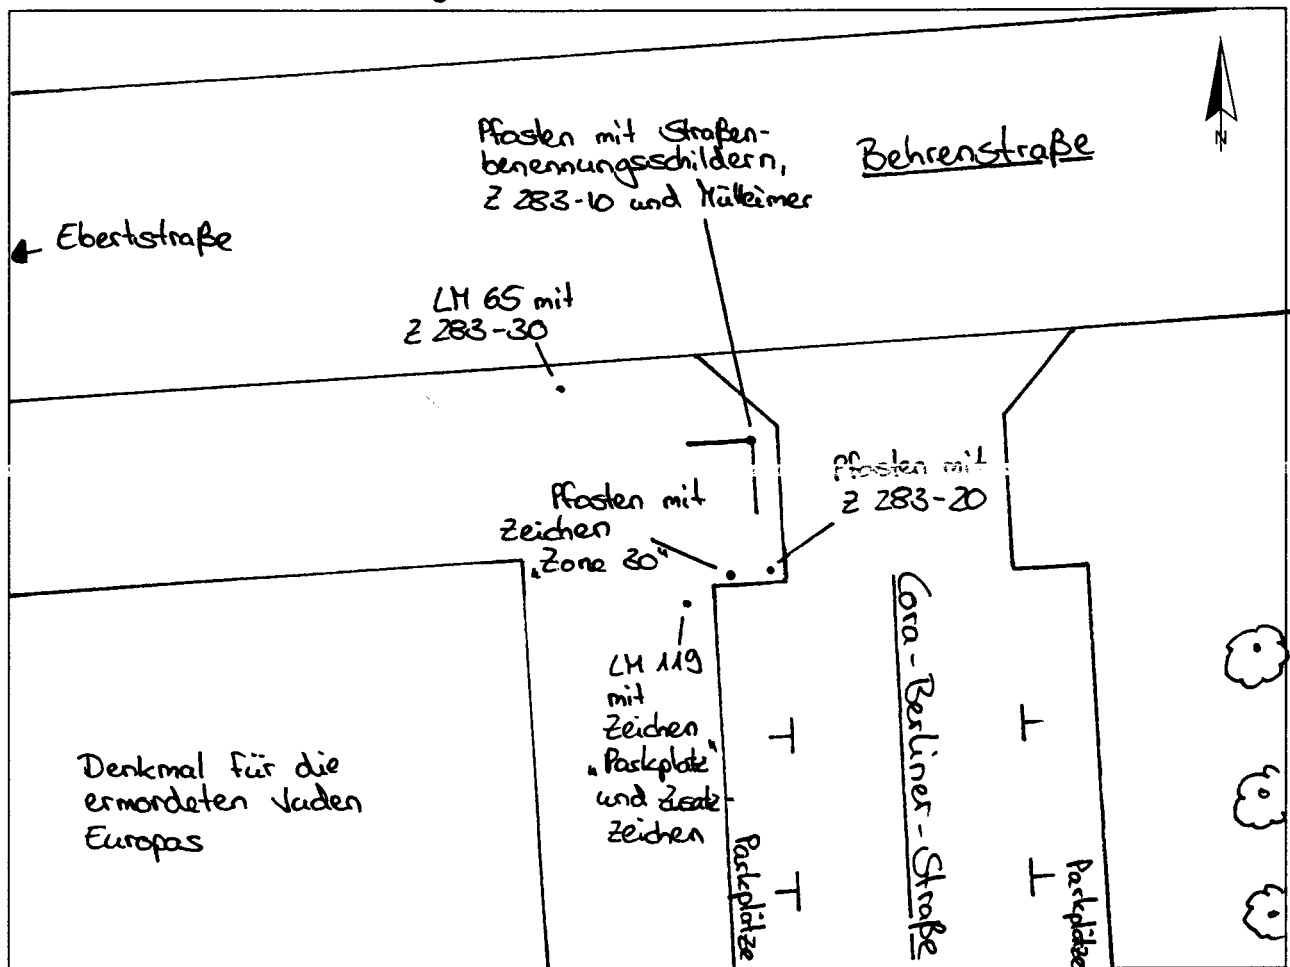 Pfosten mit Straßen-
benennungsschildern,
Z 283-10 und Mülleimer
Behrenstraße
N
Ebertstraße
LM 65 mit
Z 283-30
Pfosten mit
Z 283-20
Pfosten mit
Zeichen
„Zone 30“
LM 119
mit
Zeichen
„Parkplatz“
und Zusatz-
zeichen
Denkmal für die
ermordeten Juden
Europas
Parkplätze
Cora-Berliner-Straße
Parkplätze